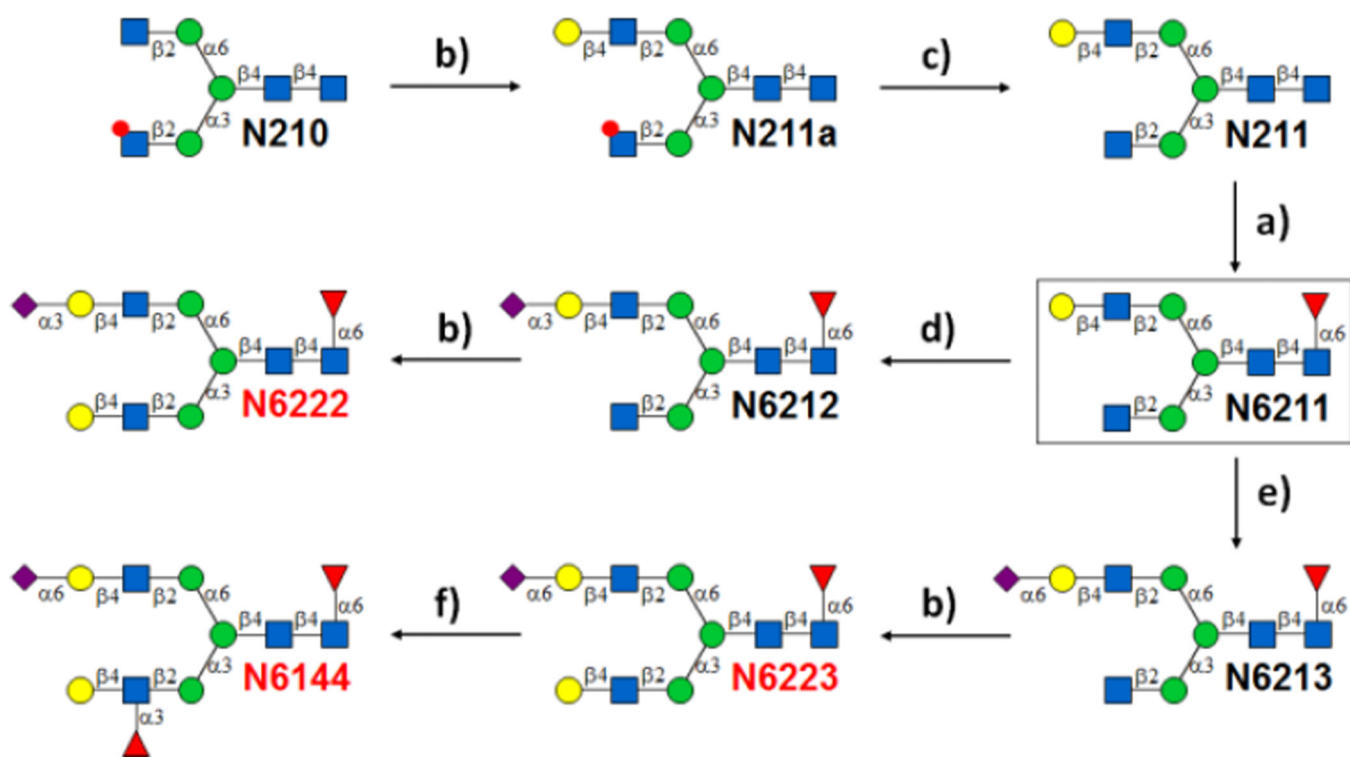 β2 α6 β4 β4 β2 α3 N210
b)
β4 β2 α6 β4 β4 β2 α3 N211a
c)
β4 β2 α6 β4 β4 β2 α3 N211
a)
α3 β4 β2 α6 β4 β4 α6 β4 β2 α3 N6222
b)
α3 β4 β2 α6 β4 β4 α6 β2 α3 N6212
d)
β4 β2 α6 β4 β4 α6 β2 α3 N6211
e)
α6 β4 β2 α6 β4 β4 α6 β4 β2 α3 α3 N6144
f)
α6 β4 β2 α6 β4 β4 α6 β4 β2 α3 N6223
b)
α6 β4 β2 α6 β4 β4 α6 β2 α3 N6213